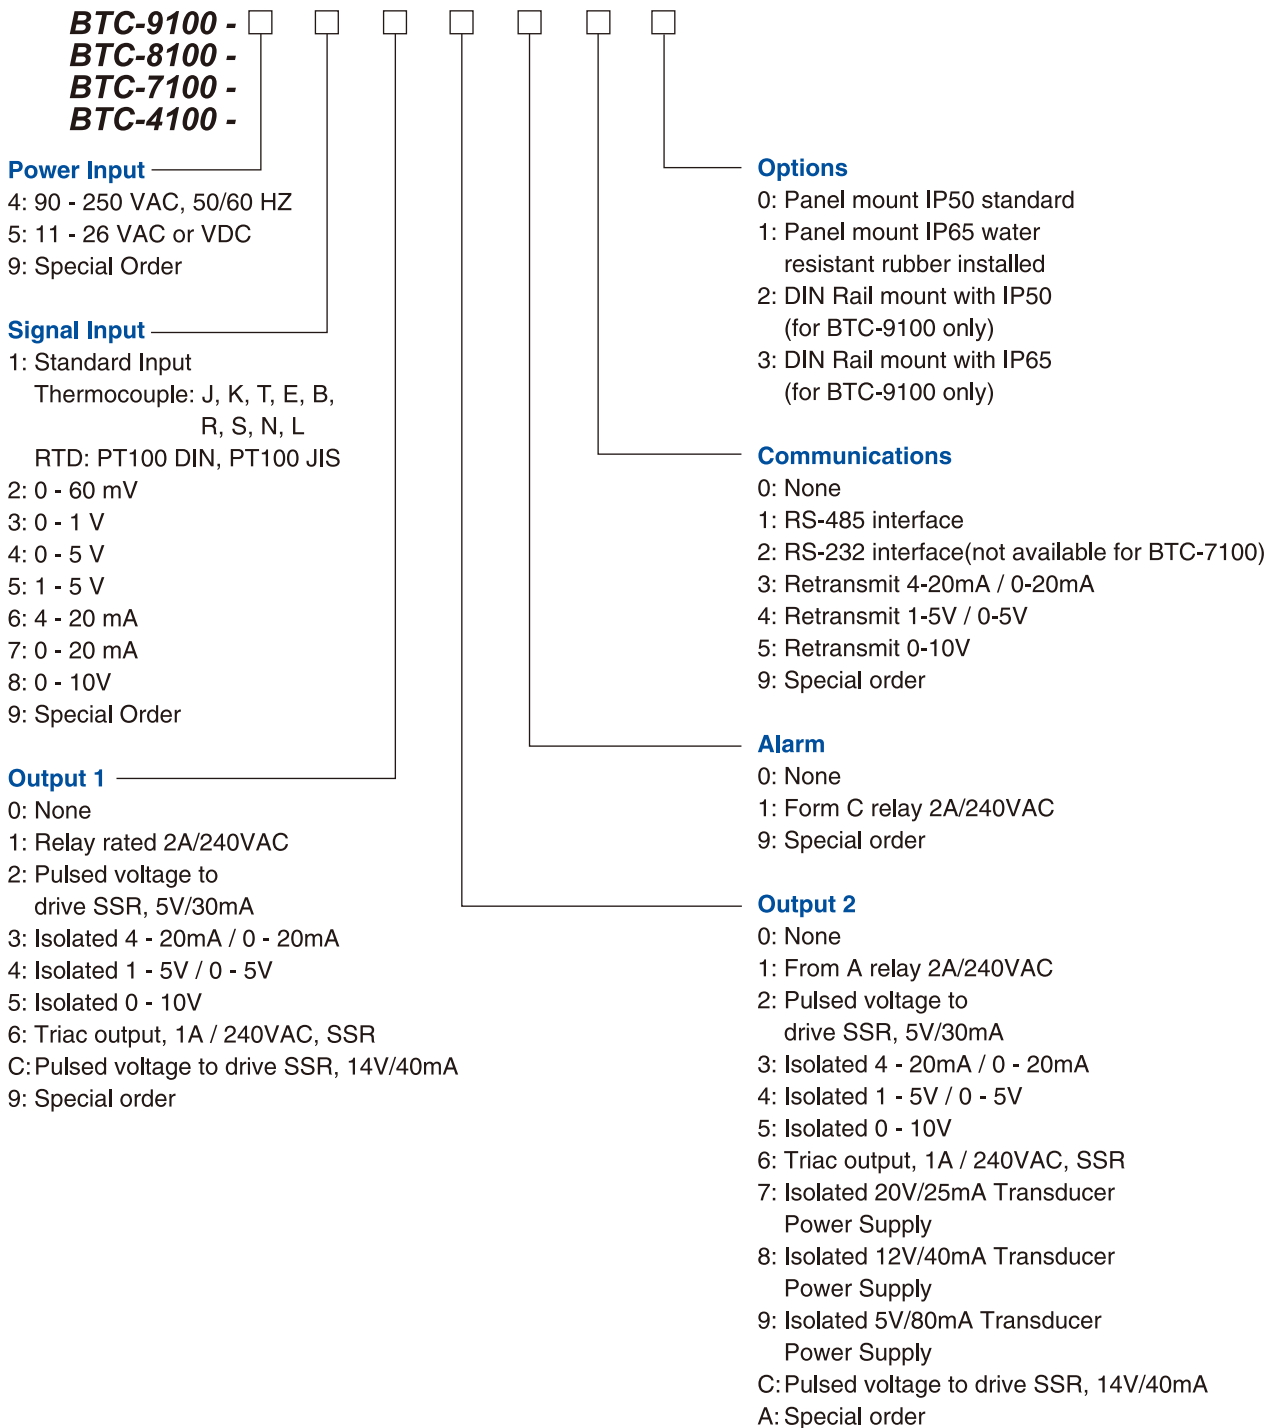 BTC-9100 - □ □ □ □ □ □ □
BTC-8100 -
BTC-7100 -
BTC-4100 -
Power Input
4: 90 - 250 VAC, 50/60 HZ
5: 11 - 26 VAC or VDC
9: Special Order
Signal Input
1: Standard Input
Thermocouple: J, K, T, E, B,
R, S, N, L
RTD: PT100 DIN, PT100 JIS
2: 0 - 60 mV
3: 0 - 1 V
4: 0 - 5 V
5: 1 - 5 V
6: 4 - 20 mA
7: 0 - 20 mA
8: 0 - 10V
9: Special Order
Output 1
0: None
1: Relay rated 2A/240VAC
2: Pulsed voltage to
drive SSR, 5V/30mA
3: Isolated 4 - 20mA / 0 - 20mA
4: Isolated 1 - 5V / 0 - 5V
5: Isolated 0 - 10V
6: Triac output, 1A / 240VAC, SSR
C: Pulsed voltage to drive SSR, 14V/40mA
9: Special order
Options
0: Panel mount IP50 standard
1: Panel mount IP65 water
resistant rubber installed
2: DIN Rail mount with IP50
(for BTC-9100 only)
3: DIN Rail mount with IP65
(for BTC-9100 only)
Communications
0: None
1: RS-485 interface
2: RS-232 interface(not available for BTC-7100)
3: Retransmit 4-20mA / 0-20mA
4: Retransmit 1-5V / 0-5V
5: Retransmit 0-10V
9: Special order
Alarm
0: None
1: Form C relay 2A/240VAC
9: Special order
Output 2
0: None
1: From A relay 2A/240VAC
2: Pulsed voltage to
drive SSR, 5V/30mA
3: Isolated 4 - 20mA / 0 - 20mA
4: Isolated 1 - 5V / 0 - 5V
5: Isolated 0 - 10V
6: Triac output, 1A / 240VAC, SSR
7: Isolated 20V/25mA Transducer
Power Supply
8: Isolated 12V/40mA Transducer
Power Supply
9: Isolated 5V/80mA Transducer
Power Supply
C: Pulsed voltage to drive SSR, 14V/40mA
A: Special order